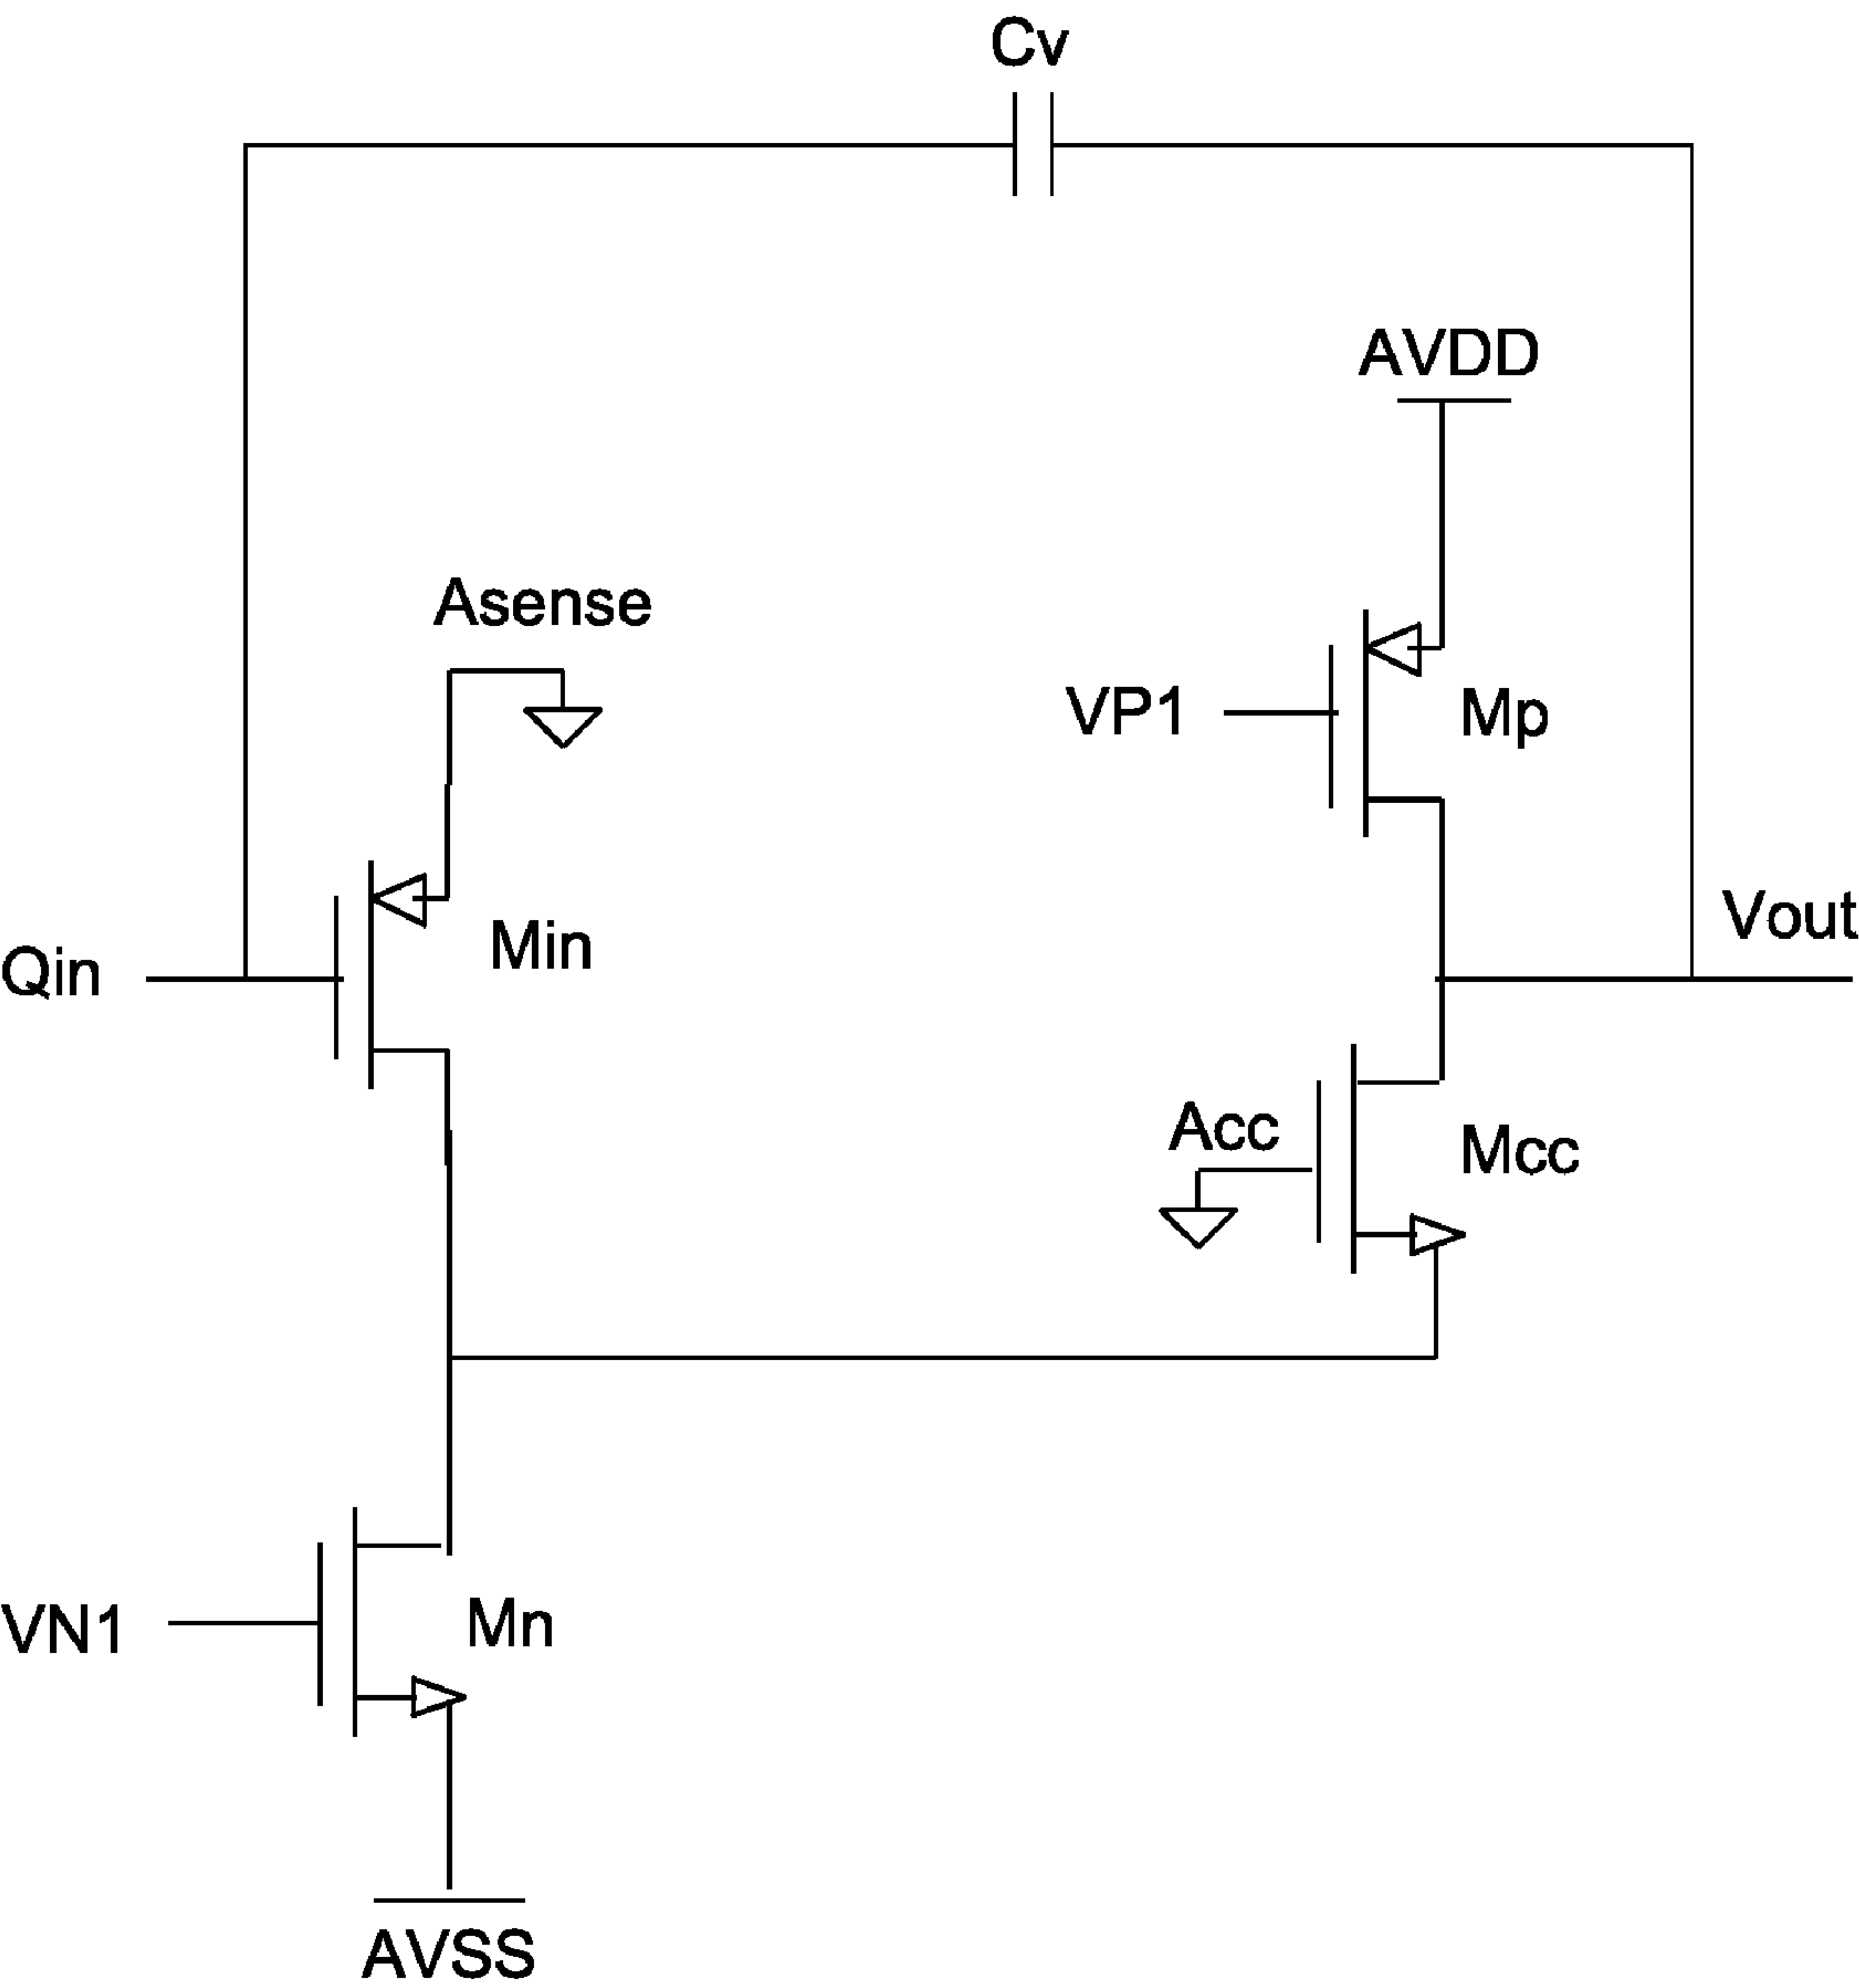 Cv
AVDD
Asense
VP1
Mp
Vout
Min
Qin
Acc
Mcc
VN1
Mn
AVSS